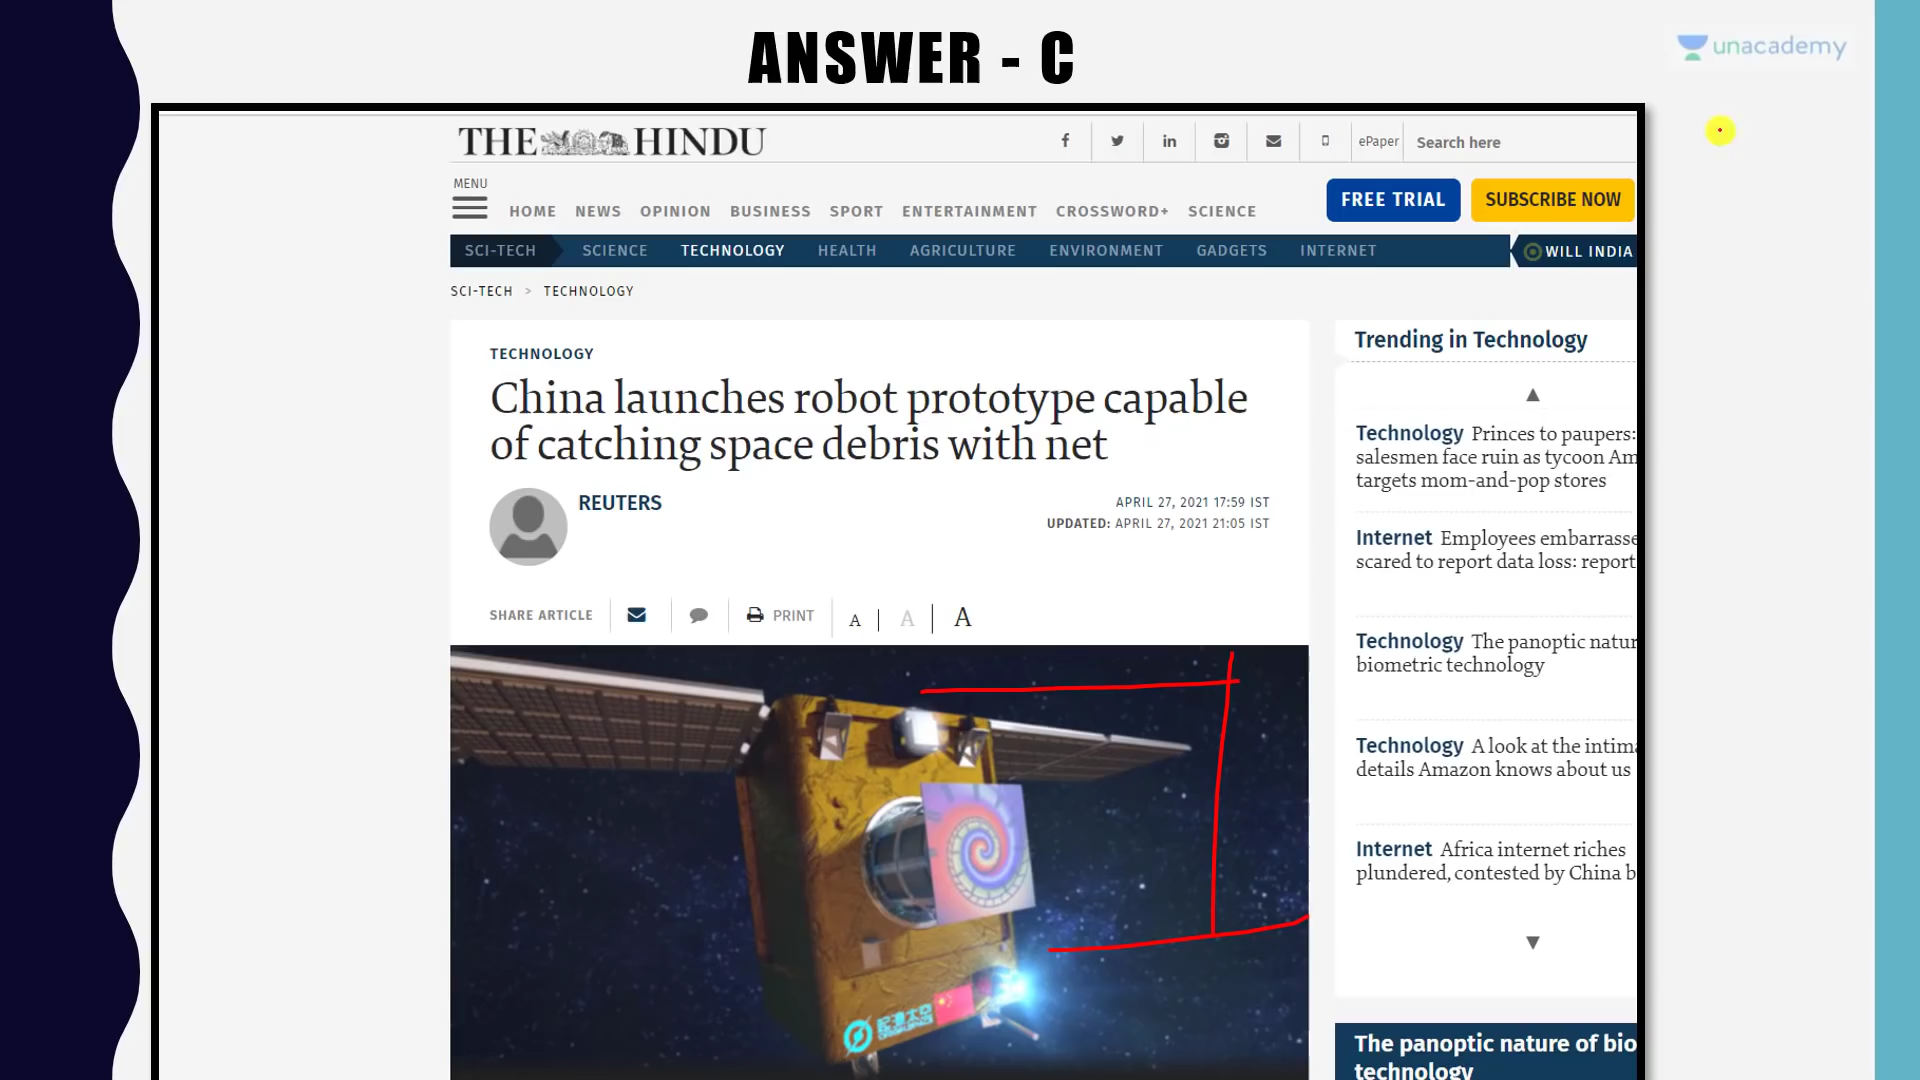 ANSWER - C
unacademy
THE HINDU
ePaper
Search here
MENU
HOME NEWS OPINION BUSINESS SPORT ENTERTAINMENT CROSSWORD+ SCIENCE
FREE TRIAL
SUBSCRIBE NOW
SCI-TECH SCIENCE TECHNOLOGY HEALTH AGRICULTURE ENVIRONMENT GADGETS INTERNET
WILL INDIA
SCI-TECH > TECHNOLOGY
TECHNOLOGY
China launches robot prototype capable
of catching space debris with net
REUTERS
APRIL 27, 2021 17:59 IST
UPDATED: APRIL 27, 2021 21:05 IST
SHARE ARTICLE
PRINT
A | A | A
Trending in Technology
Technology Princes to paupers:
salesmen face ruin as tycoon Am
targets mom-and-pop stores
Internet Employees embarrasse
scared to report data loss: report
Technology The panoptic natur
biometric technology
Technology A look at the intima
details Amazon knows about us
Internet Africa internet riches
plundered, contested by China b
The panoptic nature of bio
technology